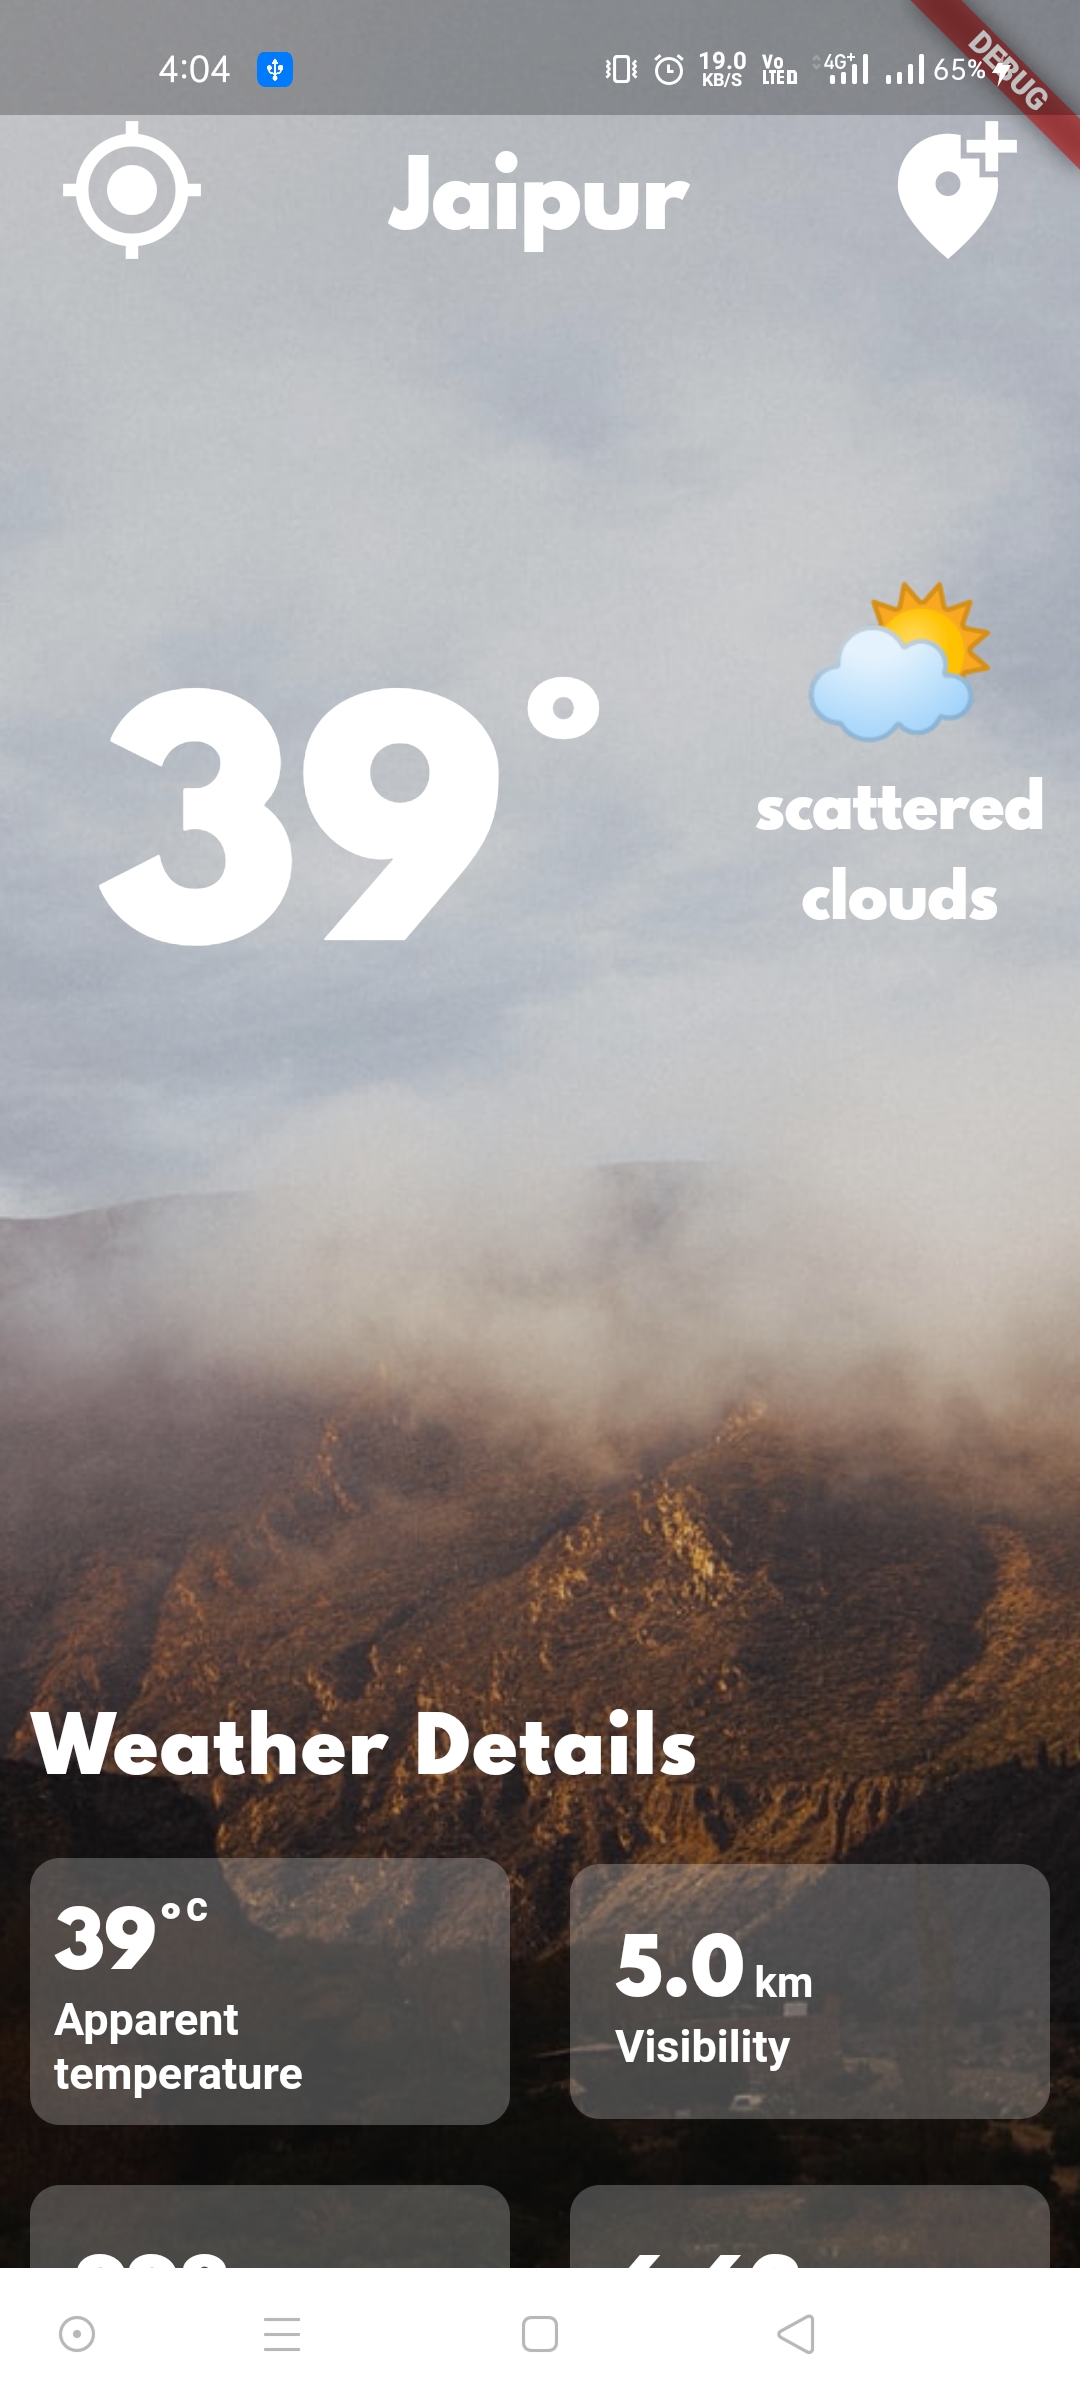 4:04 19.0 KB/S Vo LTE 4G+ 65%
DEBUG
Jaipur
39°
scattered
clouds
Weather Details
39°C
Apparent
temperature
5.0 km
Visibility